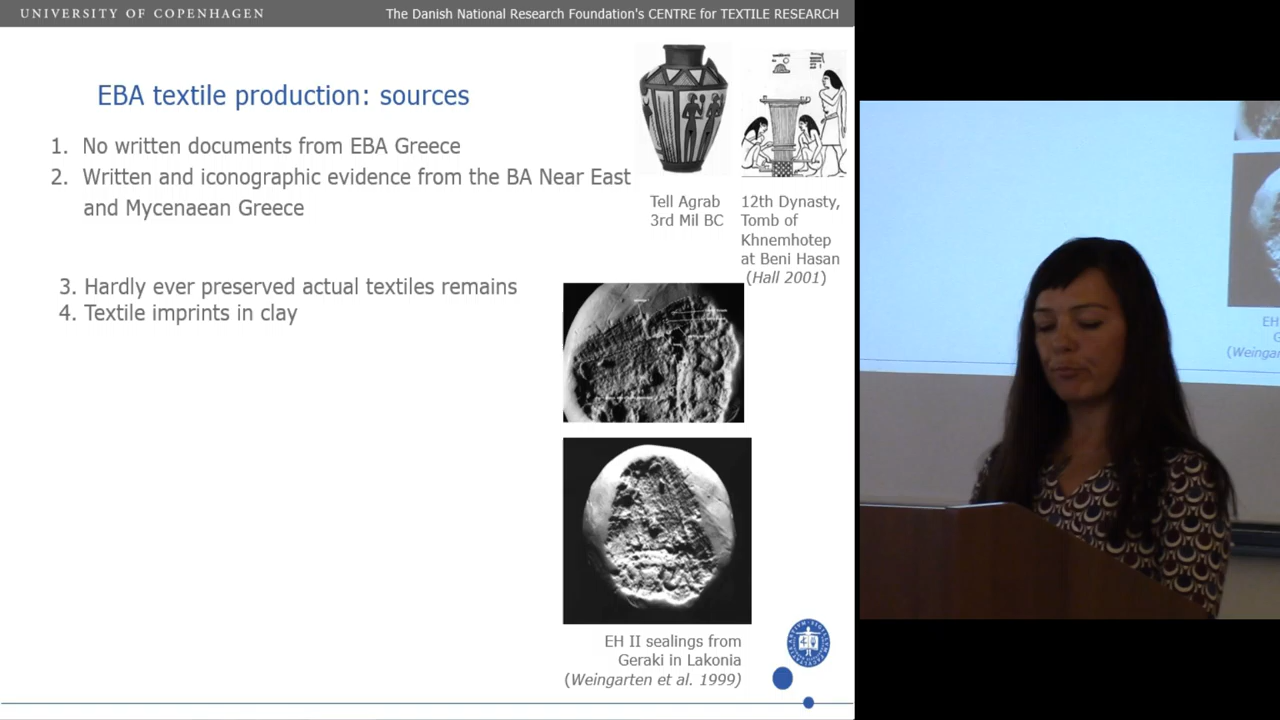 UNIVERSITY OF COPENHAGEN
The Danish National Research Foundation's CENTRE for TEXTILE RESEARCH
EBA textile production: sources
1. No written documents from EBA Greece
2. Written and iconographic evidence from the BA Near East
and Mycenaean Greece
Tell Agrab
3rd Mil BC
12th Dynasty,
Tomb of
Khnemhotep
at Beni Hasan
(Hall 2001)
3. Hardly ever preserved actual textiles remains
4. Textile imprints in clay
EH II sealings from
Geraki in Lakonia
(Weingarten et al. 1999)
EH
G
(Weingar